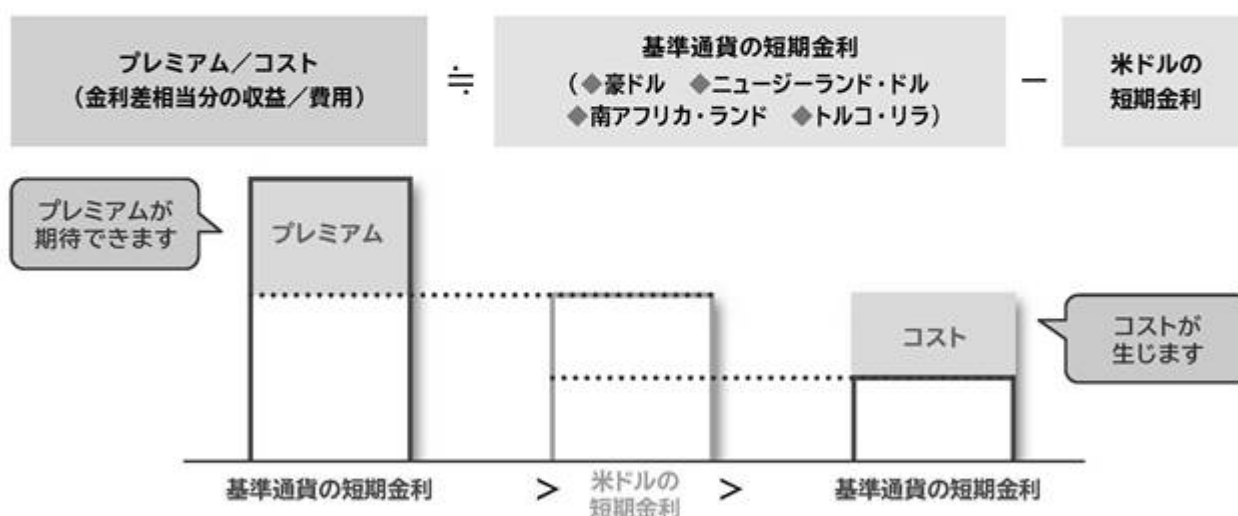 プレミアム／コスト
（金利差相当分の収益／費用）
≒
基準通貨の短期金利
（◆豪ドル　◆ニュージーランド・ドル
◆南アフリカ・ランド　◆トルコ・リラ）
−
米ドルの
短期金利
プレミアムが
期待できます
プレミアム
コスト
コストが
生じます
基準通貨の短期金利
＞
米ドルの
短期金利
＞
基準通貨の短期金利